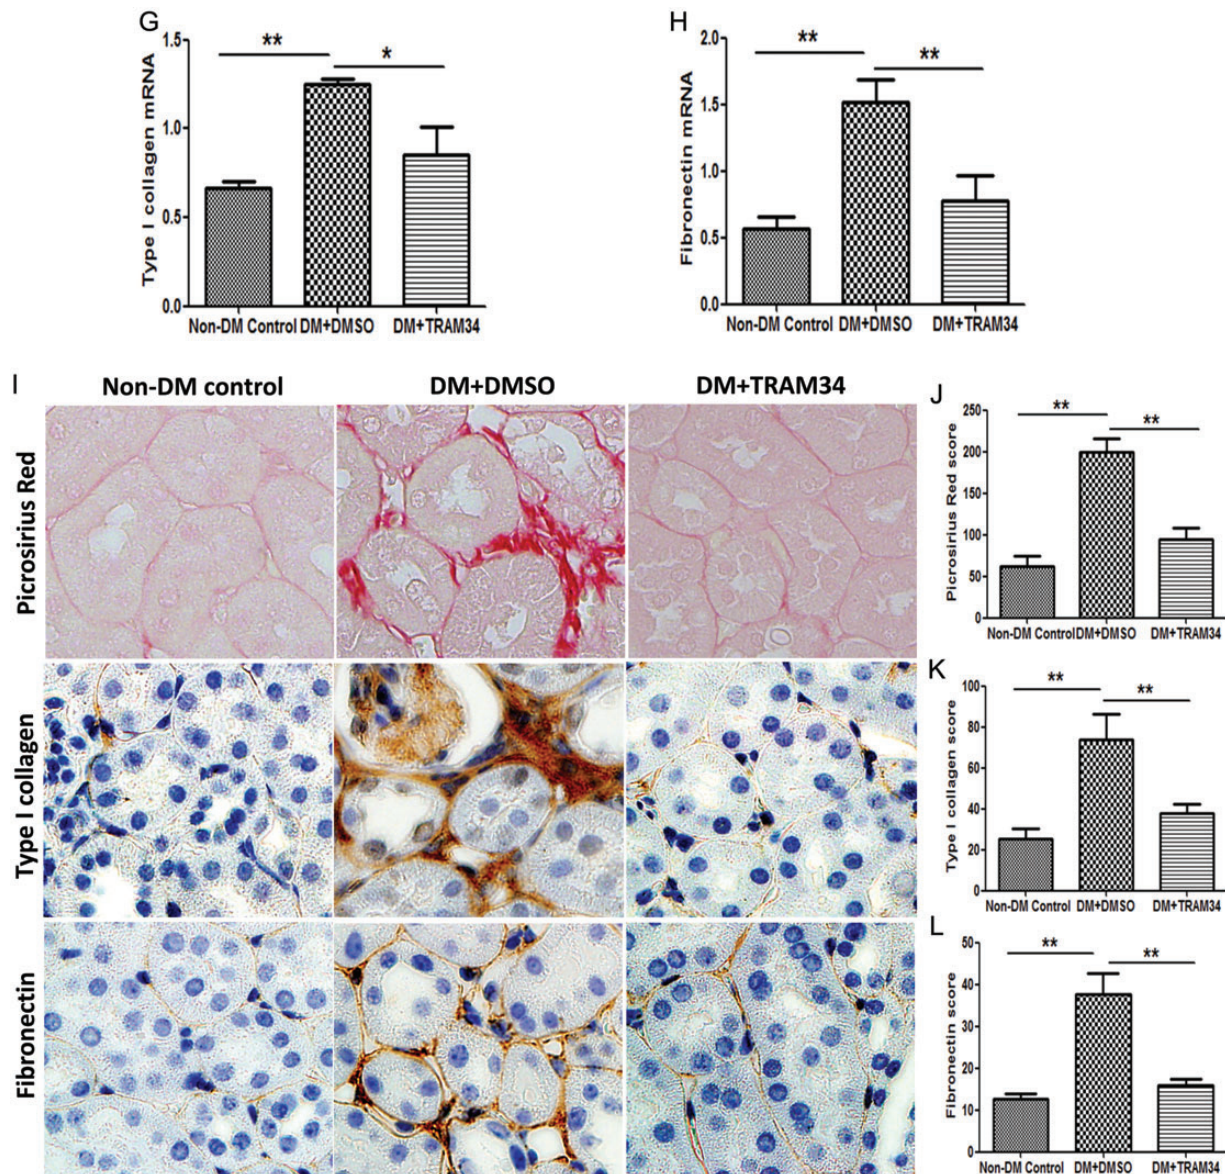 G
**
*
Type I collagen mRNA
1.5
1.0
0.5
0.0
Non-DM Control DM+DMSO DM+TRAM34
H
**
**
Fibronectin mRNA
2.0
1.5
1.0
0.5
0.0
Non-DM Control DM+DMSO DM+TRAM34
I
Non-DM control DM+DMSO DM+TRAM34
Picrosirius Red
Type I collagen
Fibronectin
J
**
**
Picrosirius Red score
250
200
150
100
50
0
Non-DM Control DM+DMSO DM+TRAM34
K
**
**
Type I collagen score
100
80
60
40
20
0
Non-DM Control DM+DMSO DM+TRAM34
L
**
**
Fibronectin score
50
40
30
20
10
0
Non-DM Control DM+DMSO DM+TRAM34